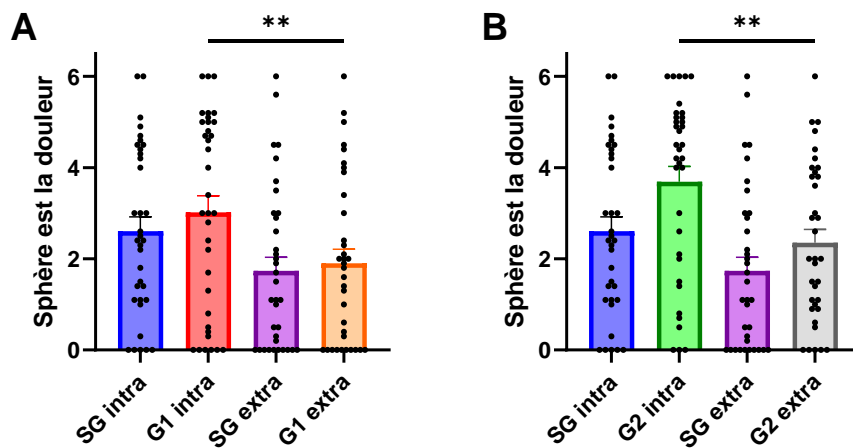 A
**
Sphère est la douleur
6
4
2
0
SG intra
G1 intra
SG extra
G1 extra
B
**
Sphère est la douleur
6
4
2
0
SG intra
G2 intra
SG extra
G2 extra